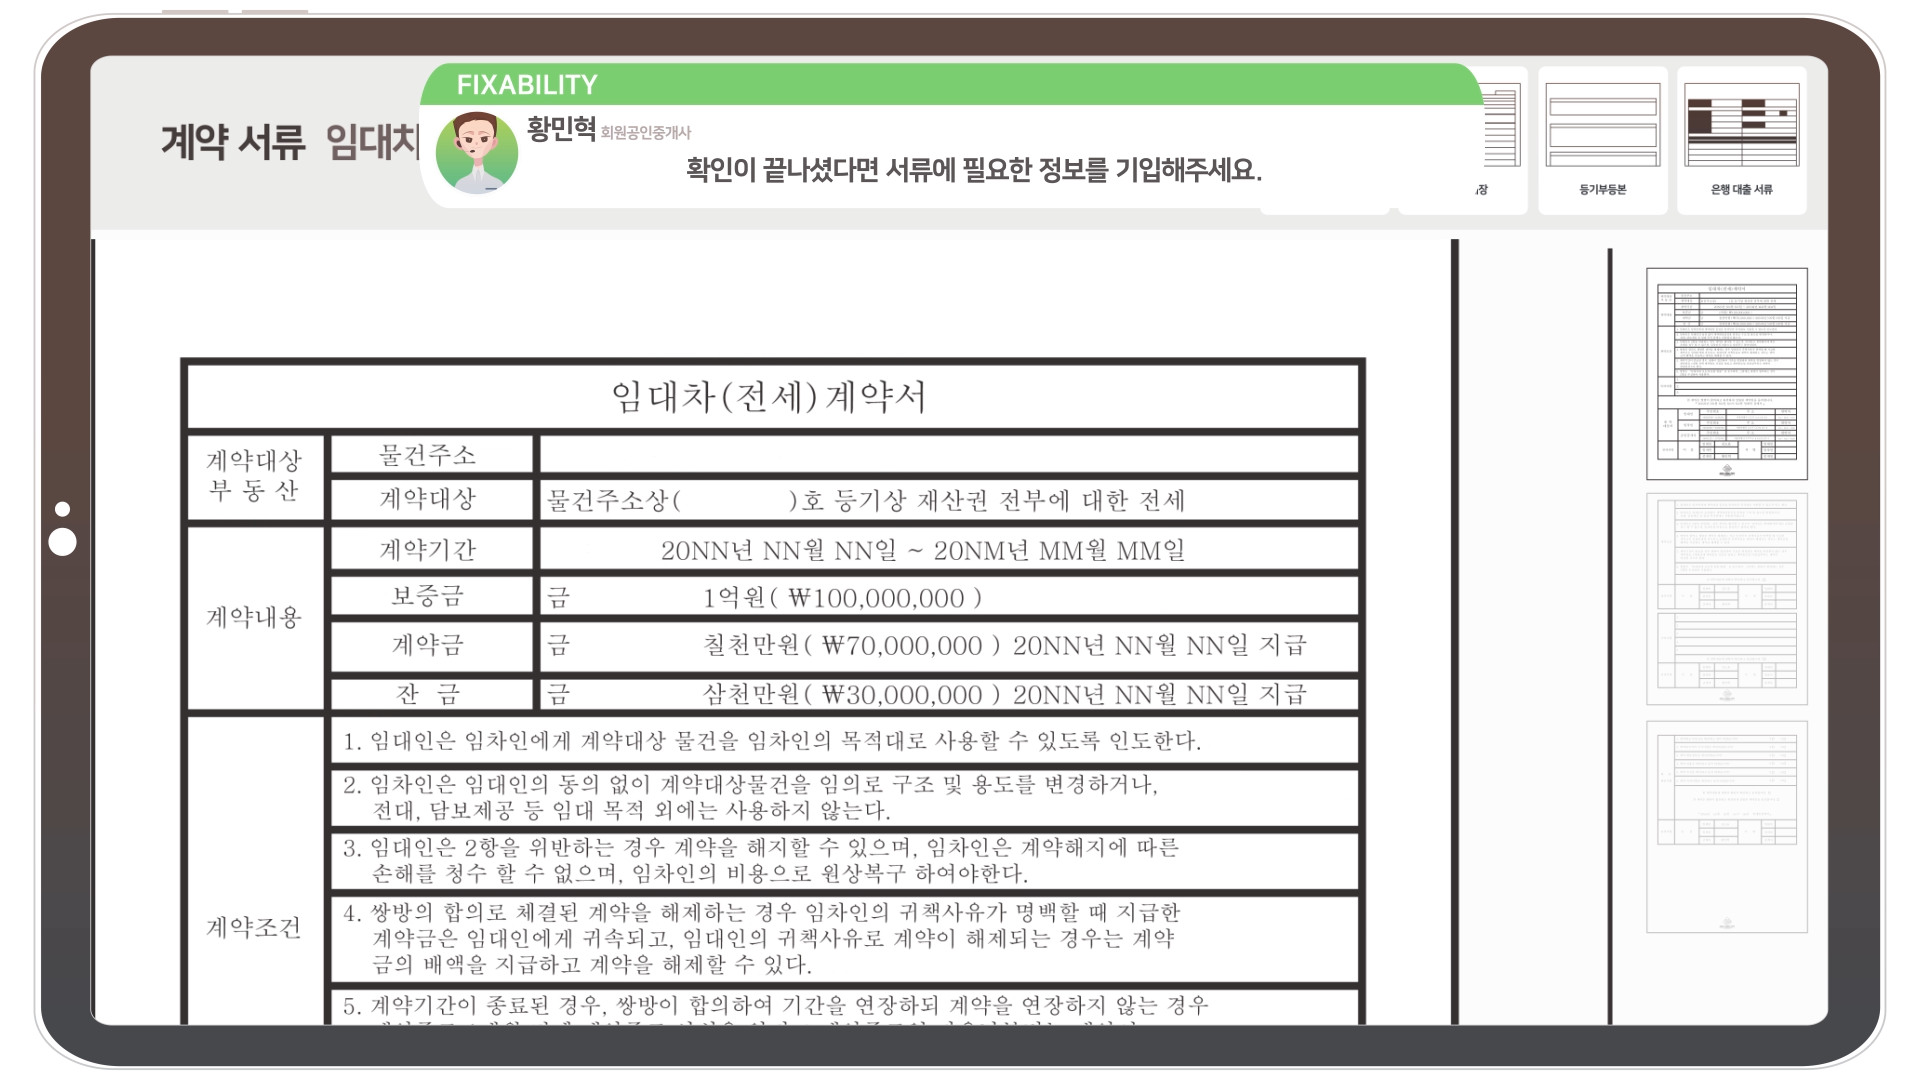 FIXABILITY
황민혁 회원공인중개사
확인이 끝나셨다면 서류에 필요한 정보를 기입해주세요.
계약 서류 임대차
장
등기부등본
은행 대출 서류
임대차(전세)계약서
계약대상
부 동 산
물건주소
계약대상
물건주소상( )호 등기상 재산권 전부에 대한 전세
계약내용
계약기간
20NN년 NN월 NN일 ~ 20NM년 MM월 MM일
보증금
금 1억원( ₩100,000,000 )
계약금
금 칠천만원( ₩70,000,000 ) 20NN년 NN월 NN일 지급
잔 금
금 삼천만원( ₩30,000,000 ) 20NN년 NN월 NN일 지급
계약조건
1. 임대인은 임차인에게 계약대상 물건을 임차인의 목적대로 사용할 수 있도록 인도한다.
2. 임차인은 임대인의 동의 없이 계약대상물건을 임의로 구조 및 용도를 변경하거나,
전대, 담보제공 등 임대 목적 외에는 사용하지 않는다.
3. 임대인은 2항을 위반하는 경우 계약을 해지할 수 있으며, 임차인은 계약해지에 따른
손해를 청수 할 수 없으며, 임차인의 비용으로 원상복구 하여야한다.
4. 쌍방의 합의로 체결된 계약을 해제하는 경우 임차인의 귀책사유가 명백할 때 지급한
계약금은 임대인에게 귀속되고, 임대인의 귀책사유로 계약이 해제되는 경우는 계약
금의 배액을 지급하고 계약을 해제할 수 있다.
5. 계약기간이 종료된 경우, 쌍방이 합의하여 기간을 연장하되 계약을 연장하지 않는 경우